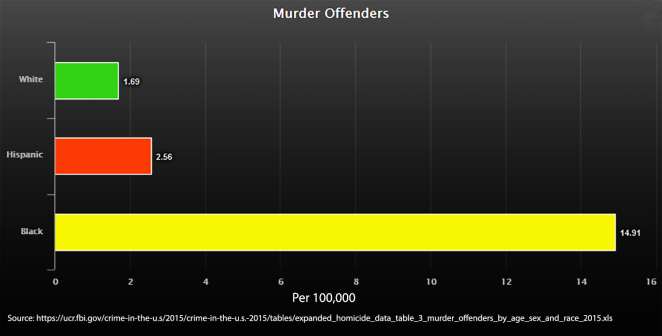 Murder Offenders
White
1.69
Hispanic
2.56
Black
14.91
0 2 4 6 8 10 12 14 16
Per 100,000
Source: https://ucr.fbi.gov/crime-in-the-u.s/2015/crime-in-the-u.s.-2015/tables/expanded_homicide_data_table_3_murder_offenders_by_age_sex_and_race_2015.xls